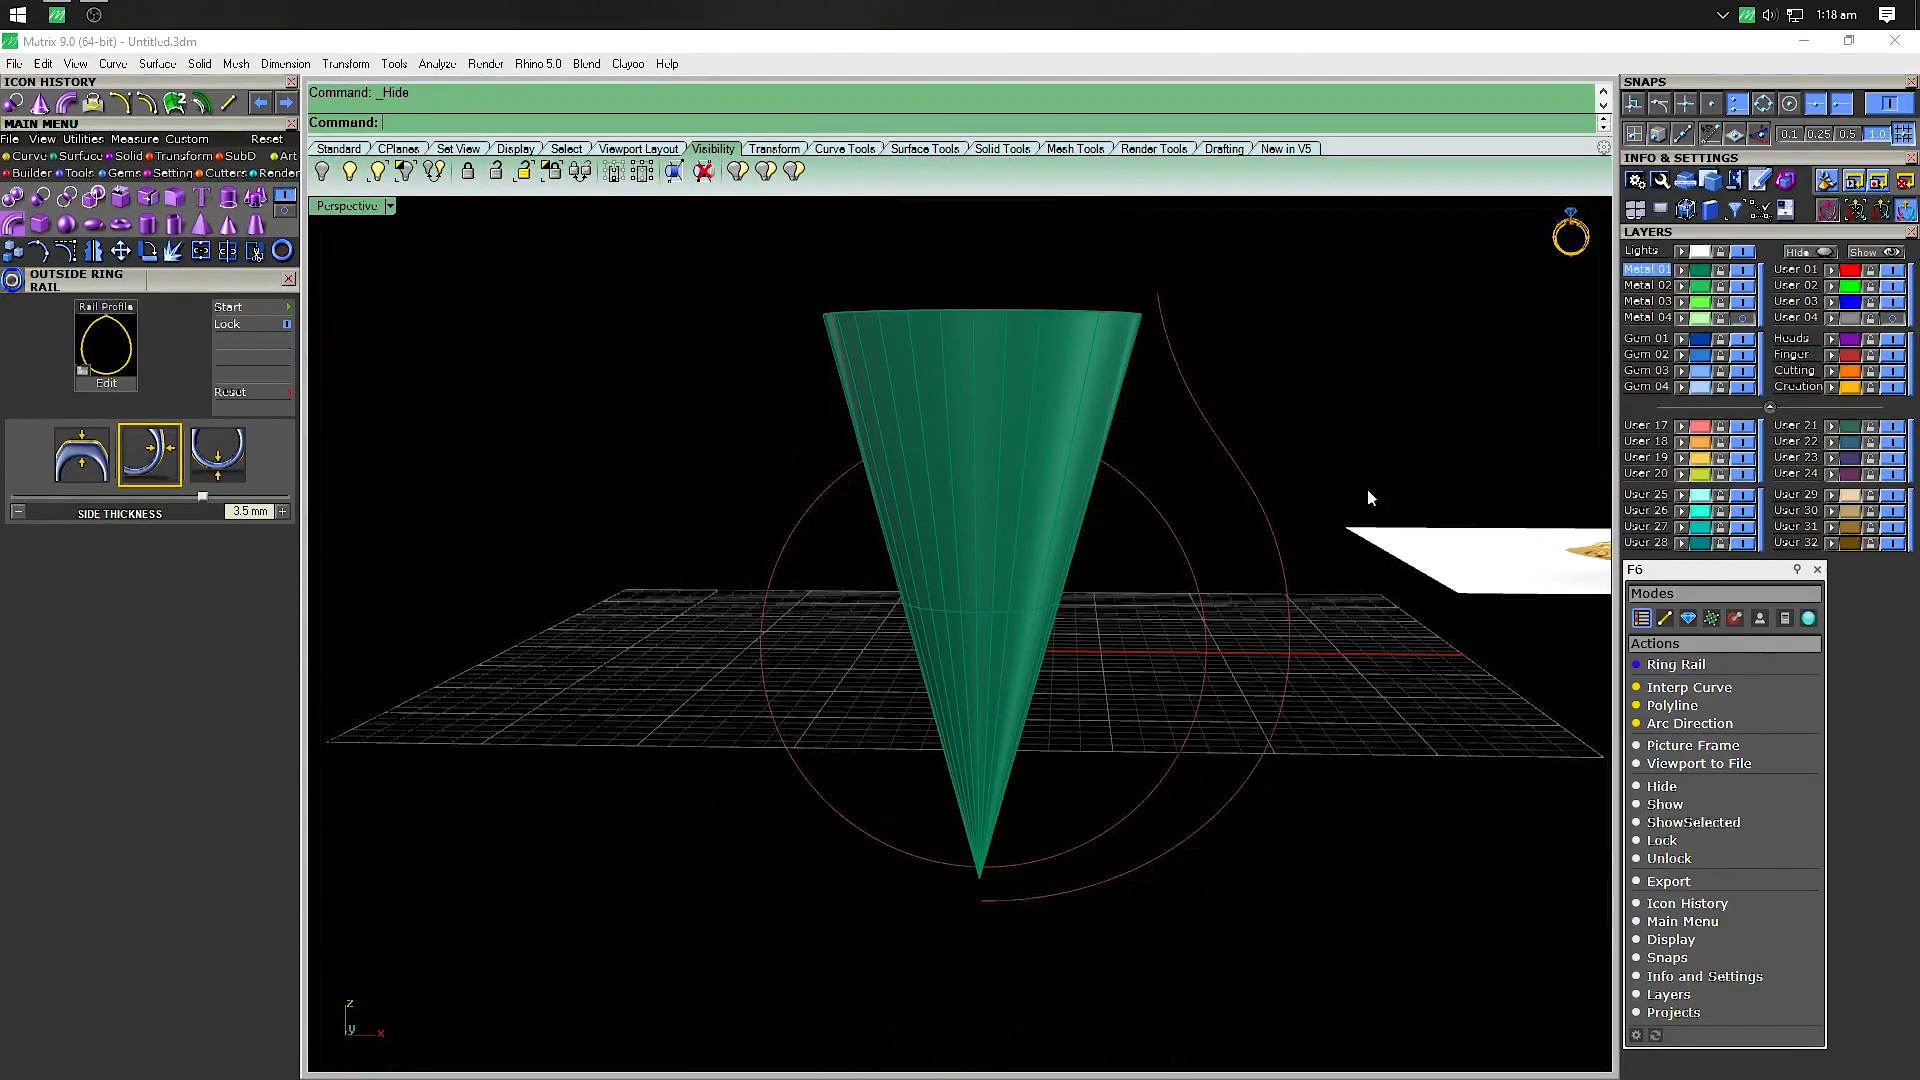 1:18 am
Matrix 9.0 (64-bit) - Untitled.3dm
File Edit View Curve Surface Solid Mesh Dimension Transform Tools Analyze Render Rhino 5.0 Blend Clayoo Help
ICON HISTORY
MAIN MENU
File View Utilities Measure Custom Reset
Curve Surface Solid Transform SubD Art
Builder Tools Gems Setting Cutters Render
OUTSIDE RING
RAIL
Rail Profile
Edit
Start
Lock
Reset
SIDE THICKNESS
3.5 mm
Command: _Hide
Command:
Standard CPlanes Set View Display Select Viewport Layout Visibility Transform Curve Tools Surface Tools Solid Tools Mesh Tools Render Tools Drafting New in V5
Perspective
z
y
x
SNAPS
0.1 0.25 0.5 1.0
INFO & SETTINGS
LAYERS
Lights Hide Show
Metal 01 User 01
Metal 02 User 02
Metal 03 User 03
Metal 04 User 04
Gem 01 Heads
Gem 02 Finger
Gem 03 Cutting
Gem 04 Creation
User 17 User 21
User 18 User 22
User 19 User 23
User 20 User 24
User 25 User 29
User 26 User 30
User 27 User 31
User 28 User 32
F6
Modes
Actions
Ring Rail
Interp Curve
Polyline
Arc Direction
Picture Frame
Viewport to File
Hide
Show
ShowSelected
Lock
Unlock
Export
Icon History
Main Menu
Display
Snaps
Info and Settings
Layers
Projects